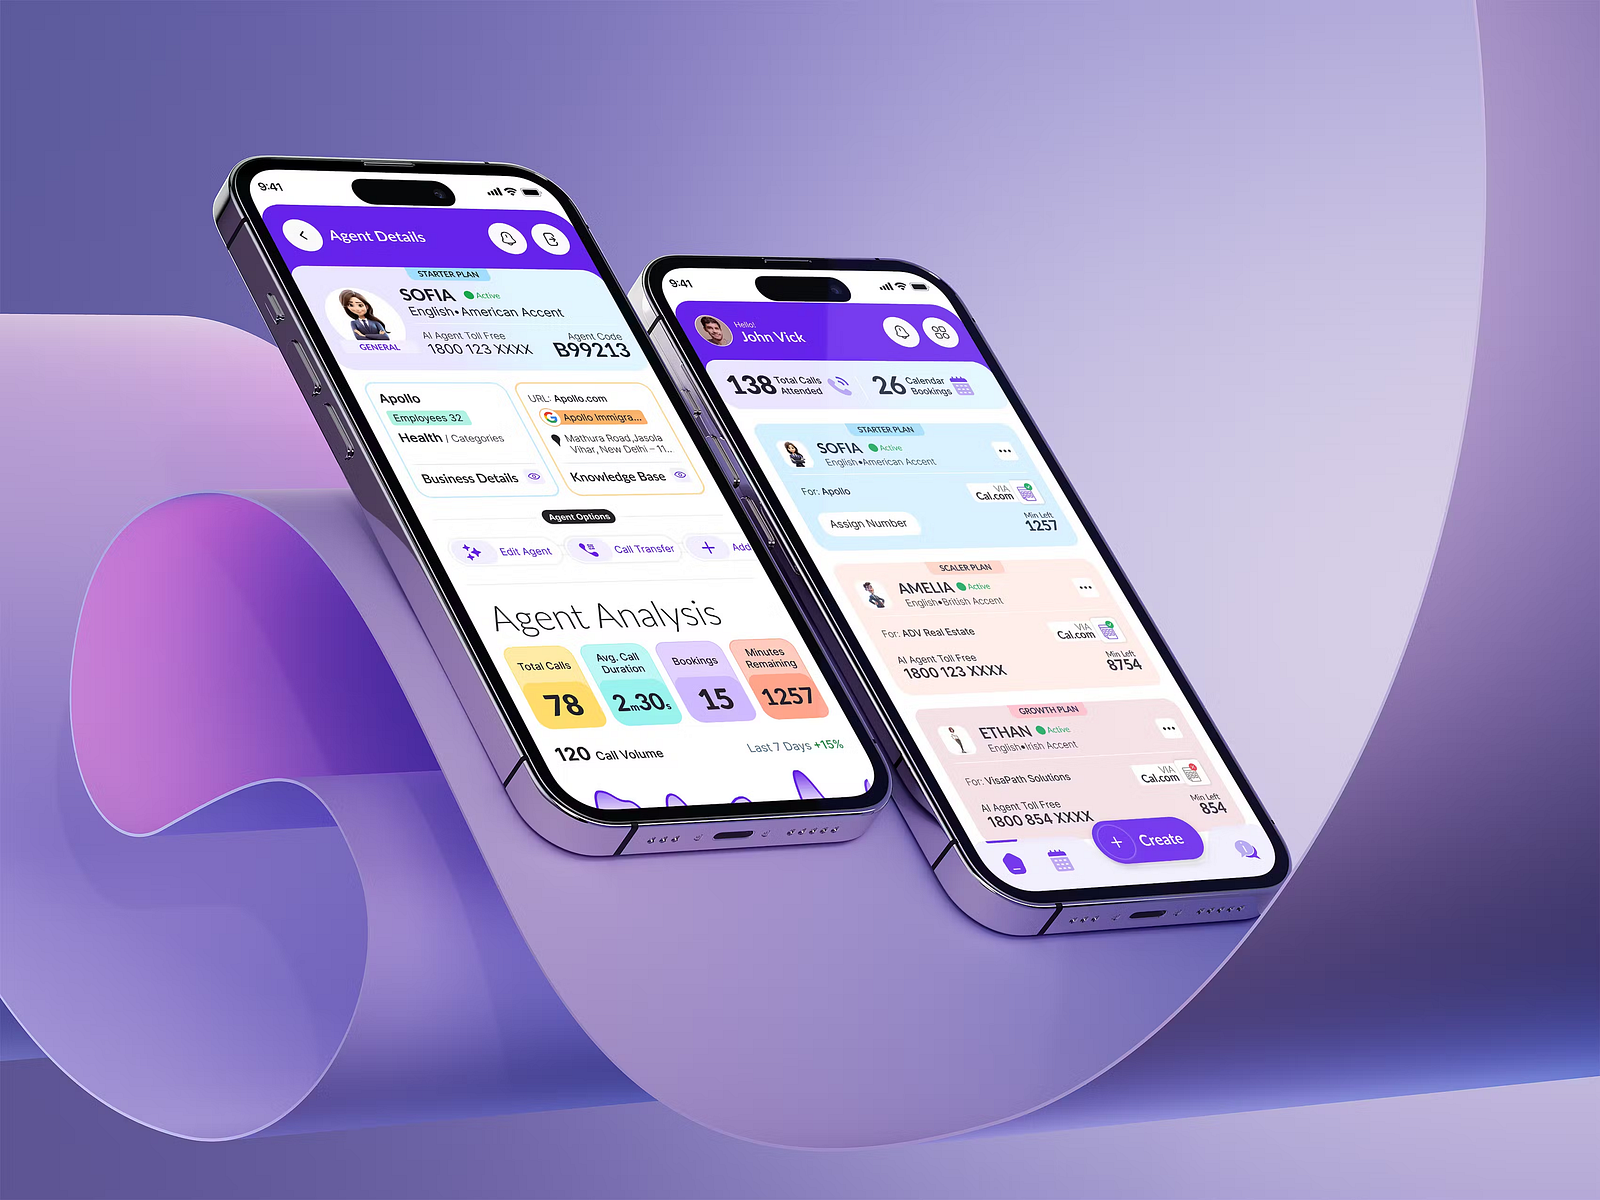 9:41
Agent Details
STARTER PLAN
SOFIA Active
English•American Accent
GENERAL
AI Agent Toll Free
1800 123 XXXX
Agent Code
B99213
Apollo
Employees 32
Health / Categories
Business Details
URL: Apollo.com
G Apollo Immigra...
Mathura Road,Jasola
Vihar, New Delhi – 11...
Knowledge Base
Agent Options
Edit Agent
Call Transfer
Add
Agent Analysis
Total Calls
78
Avg. Call
Duration
2m30s
Bookings
15
Minutes
Remaining
1257
120 Call Volume
Last 7 Days +15%
9:41
Hello!
John Vick
138 Total Calls
Attended
26 Calendar
Bookings
STARTER PLAN
SOFIA Active
English•American Accent
For: Apollo
VIA
Cal.com
Assign Number
Min Left
1257
SCALER PLAN
AMELIA Active
English•British Accent
For: ADV Real Estate
VIA
Cal.com
AI Agent Toll Free
1800 123 XXXX
Min Left
8754
GROWTH PLAN
ETHAN Active
English•Irish Accent
For: VisaPath Solutions
VIA
Cal.com
AI Agent Toll Free
1800 854 XXXX
Min Left
854
+ Create